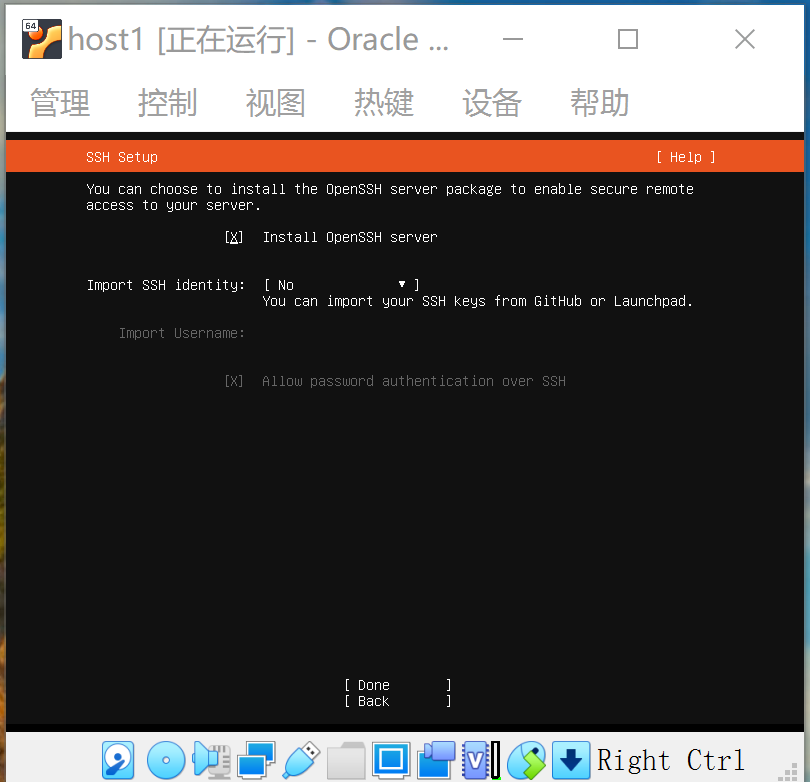 64
host1 [正在运行] - Oracle ...
管理 控制 视图 热键 设备 帮助
SSH Setup [ Help ]
You can choose to install the OpenSSH server package to enable secure remote
access to your server.
[X] Install OpenSSH server
Import SSH identity: [ No ▾ ]
You can import your SSH keys from GitHub or Launchpad.
Import Username:
[X] Allow password authentication over SSH
[ Done ]
[ Back ]
V
Right Ctrl